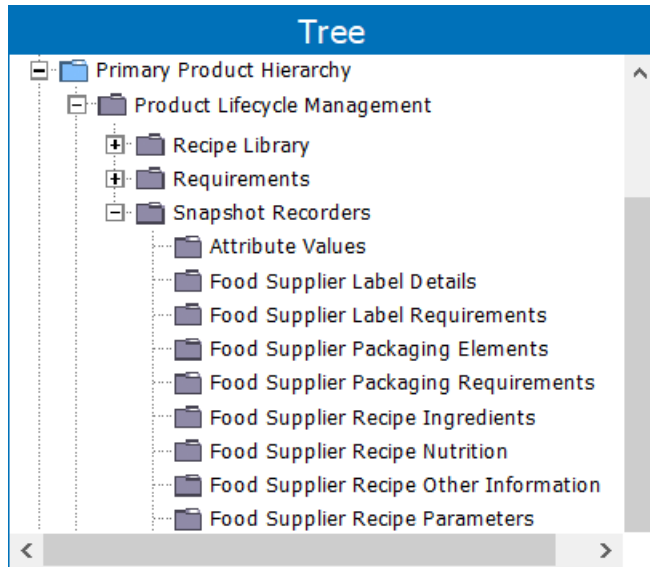 Tree
Primary Product Hierarchy
Product Lifecycle Management
Recipe Library
Requirements
Snapshot Recorders
Attribute Values
Food Supplier Label Details
Food Supplier Label Requirements
Food Supplier Packaging Elements
Food Supplier Packaging Requirements
Food Supplier Recipe Ingredients
Food Supplier Recipe Nutrition
Food Supplier Recipe Other Information
Food Supplier Recipe Parameters